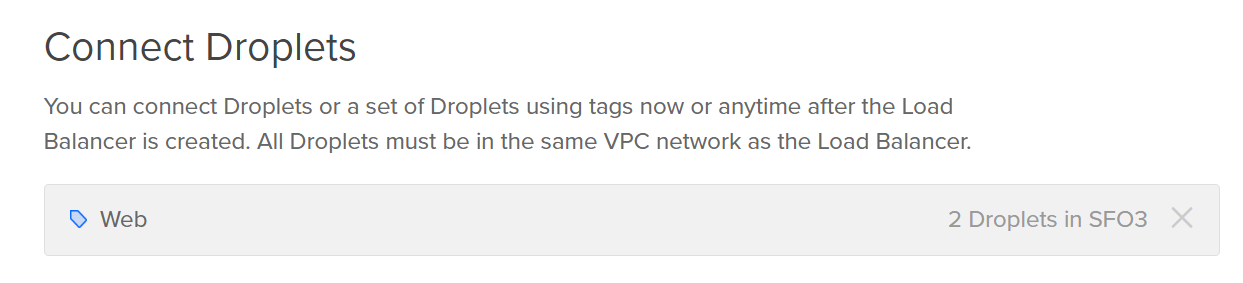 Connect Droplets
You can connect Droplets or a set of Droplets using tags now or anytime after the Load
Balancer is created. All Droplets must be in the same VPC network as the Load Balancer.
Web 2 Droplets in SFO3